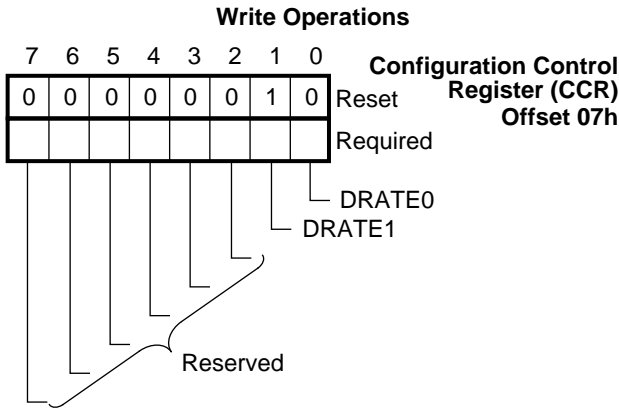 Write Operations
7 6 5 4 3 2 1 0
Configuration Control
Register (CCR)
Offset 07h
0 0 0 0 0 0 1 0 Reset
Required
DRATE0
DRATE1
Reserved